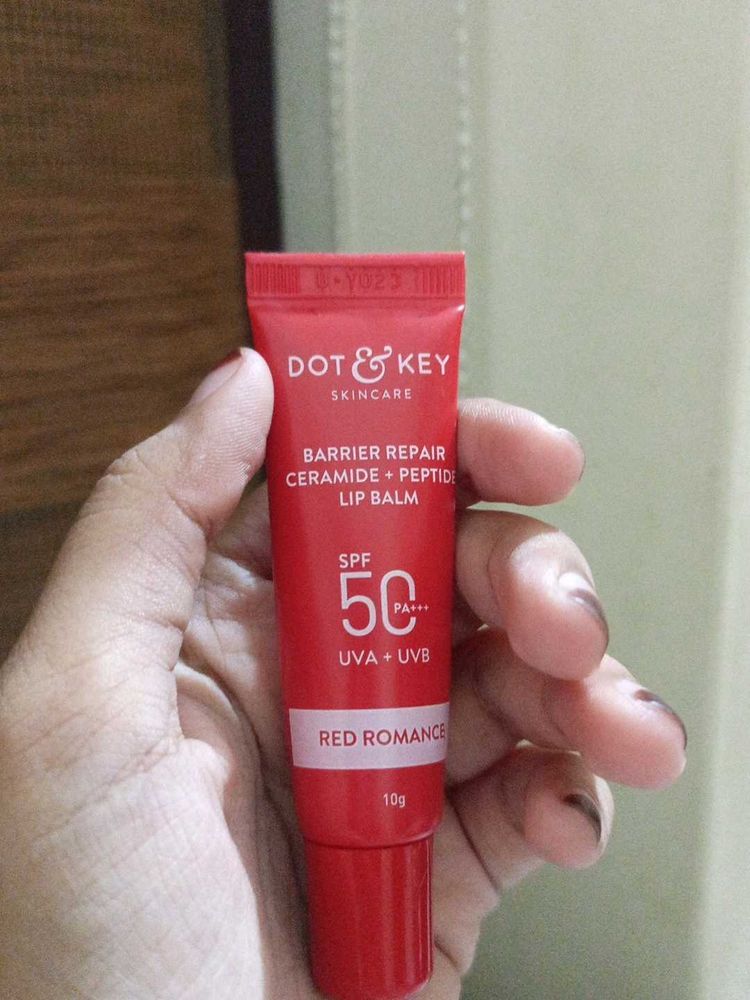 DOT & KEY
SKINCARE
BARRIER REPAIR
CERAMIDE + PEPTIDE
LIP BALM
SPF
50
PA+++
UVA + UVB
RED ROMANCE
10g